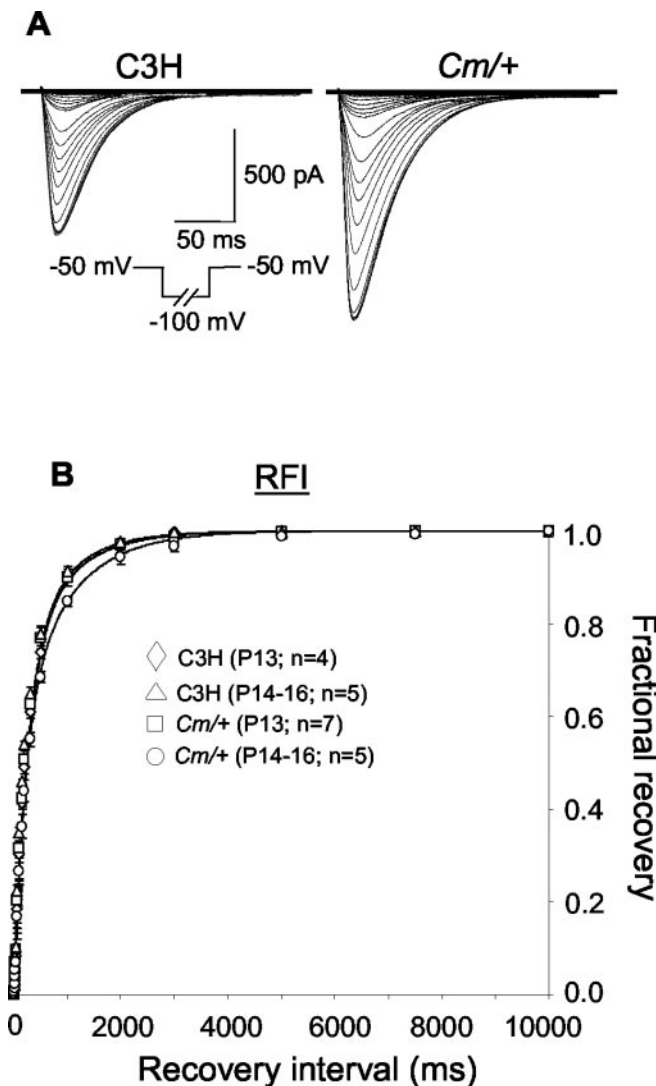 A
C3H
Cm/+
500 pA
50 ms
-50 mV
-50 mV
-100 mV
B
RFI
1.0
0.8
0.6
0.4
0.2
0.0
Fractional recovery
C3H (P13; n=4)
C3H (P14-16; n=5)
Cm/+ (P13; n=7)
Cm/+ (P14-16; n=5)
0 2000 4000 6000 8000 10000
Recovery interval (ms)